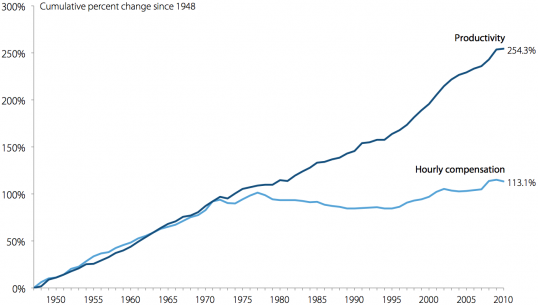 300%
Cumulative percent change since 1948
250%
200%
150%
100%
50%
0%
Productivity
254.3%
Hourly compensation
113.1%
1950 1955 1960 1965 1970 1975 1980 1985 1990 1995 2000 2005 2010